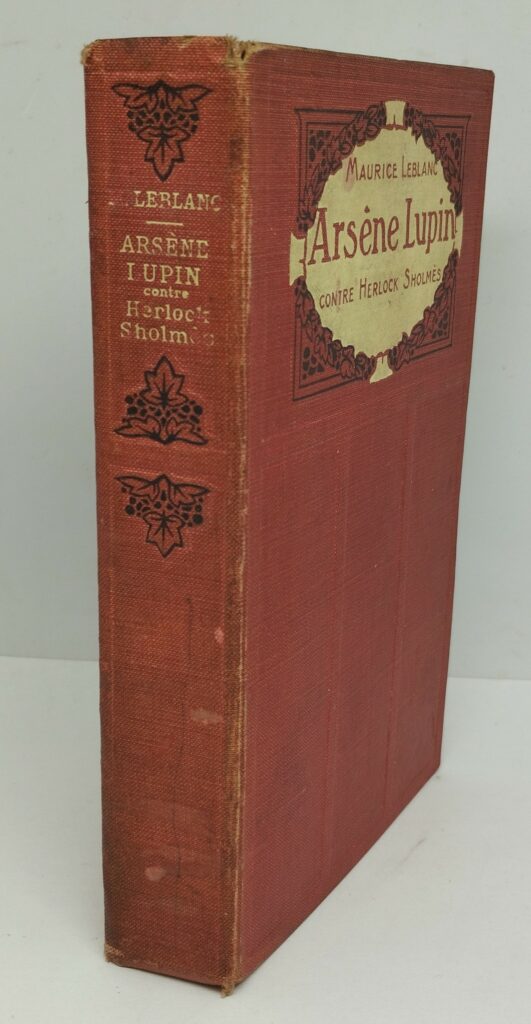 LEBLANC
ARSÈNE
LUPIN
contre
Herlock
Sholmès
MAURICE LEBLANC
Arsène Lupin
CONTRE HERLOCK SHOLMÈS